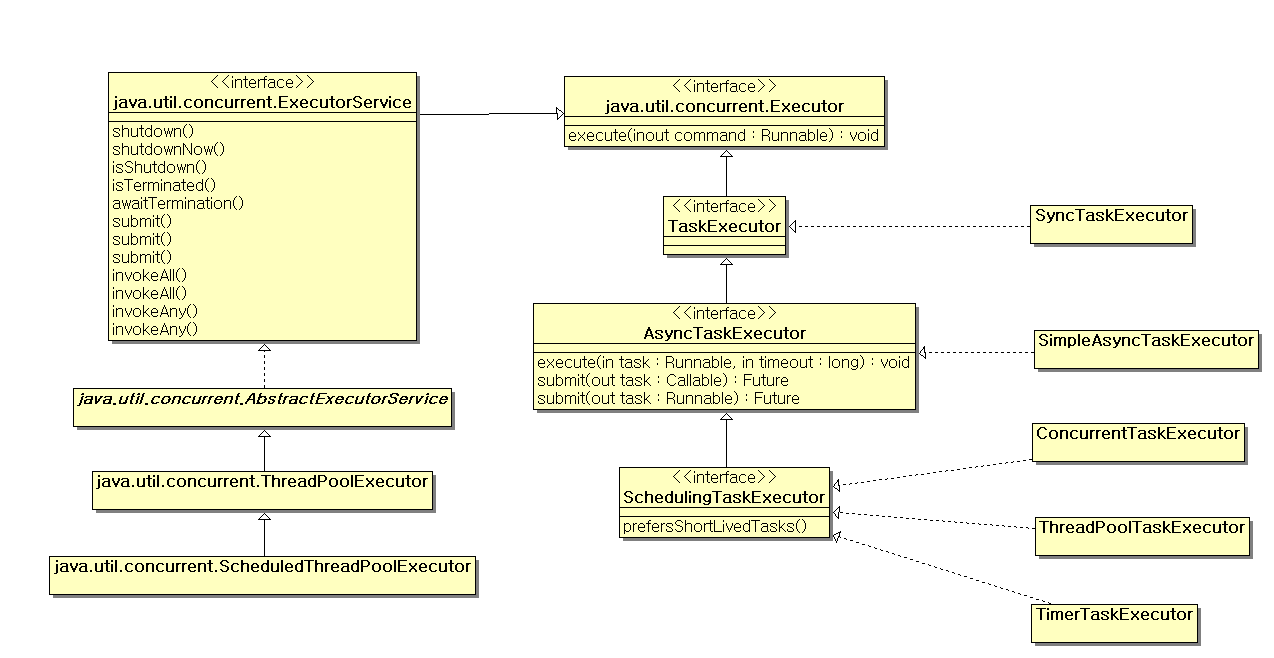 <<interface>>
java.util.concurrent.ExecutorService
shutdown()
shutdownNow()
isShutdown()
isTerminated()
awaitTermination()
submit()
submit()
submit()
invokeAll()
invokeAll()
invokeAny()
invokeAny()
java.util.concurrent.AbstractExecutorService
java.util.concurrent.ThreadPoolExecutor
java.util.concurrent.ScheduledThreadPoolExecutor
<<interface>>
java.util.concurrent.Executor
execute(inout command : Runnable) : void
<<interface>>
TaskExecutor
<<interface>>
AsyncTaskExecutor
execute(in task : Runnable, in timeout : long) : void
submit(out task : Callable) : Future
submit(out task : Runnable) : Future
<<interface>>
SchedulingTaskExecutor
prefersShortLivedTasks()
SyncTaskExecutor
SimpleAsyncTaskExecutor
ConcurrentTaskExecutor
ThreadPoolTaskExecutor
TimerTaskExecutor